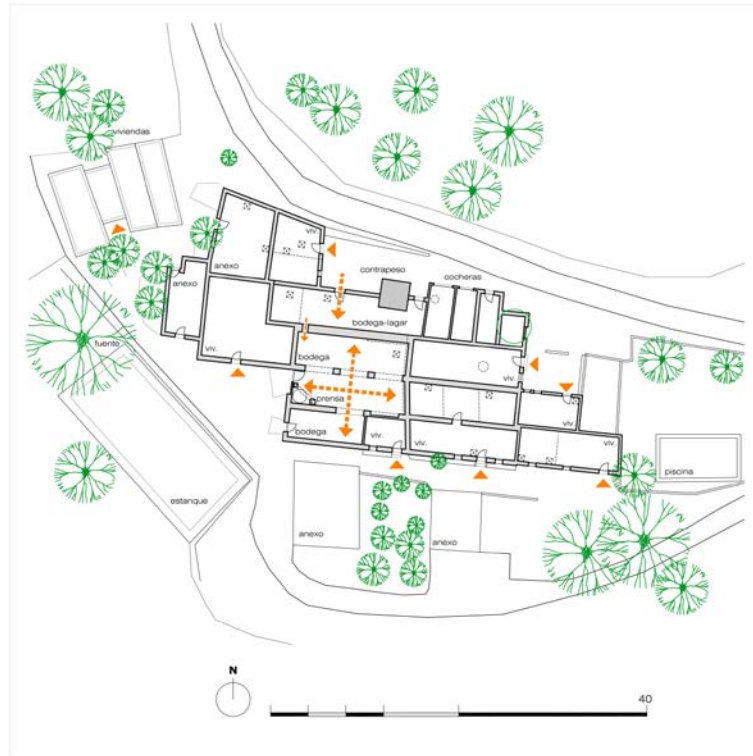 viviendas
viv.
anexo
anexo
contrapeso
cocheras
bodega-lagar
fuente
viv.
bodega
viv.
prensa
bodega
viv.
viv.
viv
viv.
piscina
estanque
anexo
anexo
N
40